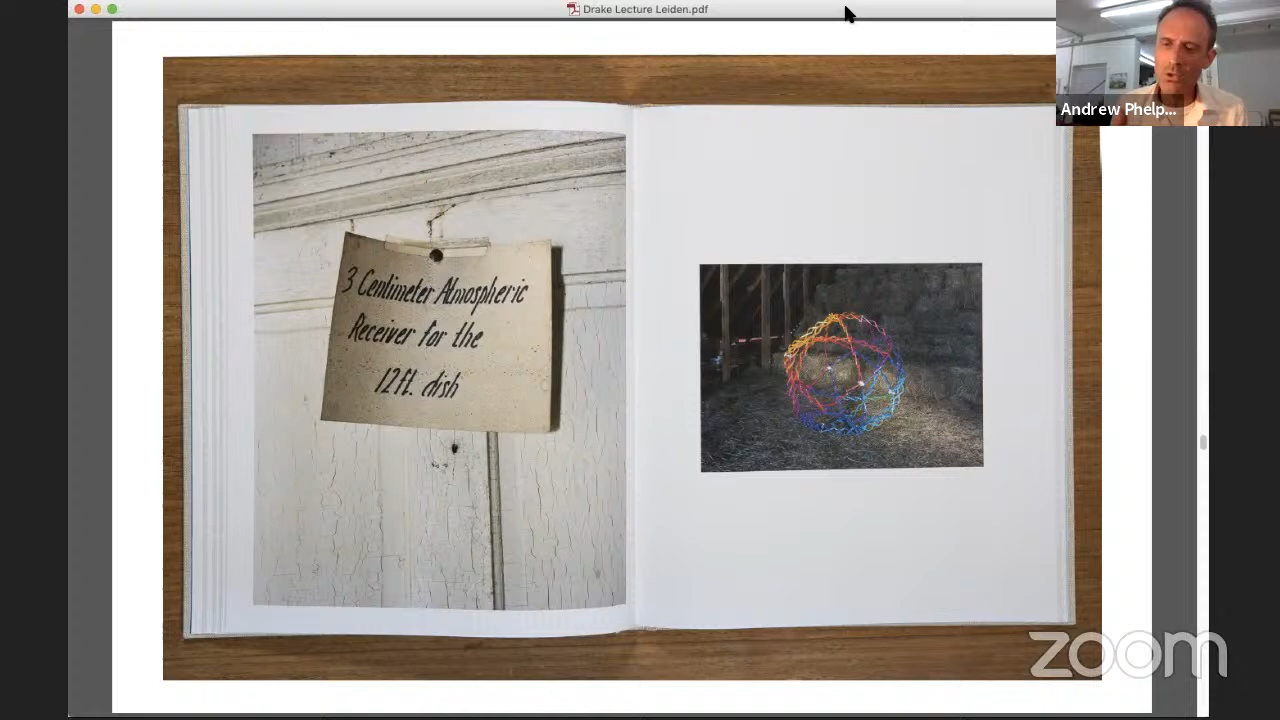 Drake Lecture Leiden.pdf
Andrew Phelp...
3 Centimeter Atmospheric
Receiver for the
12ft. dish
zoom